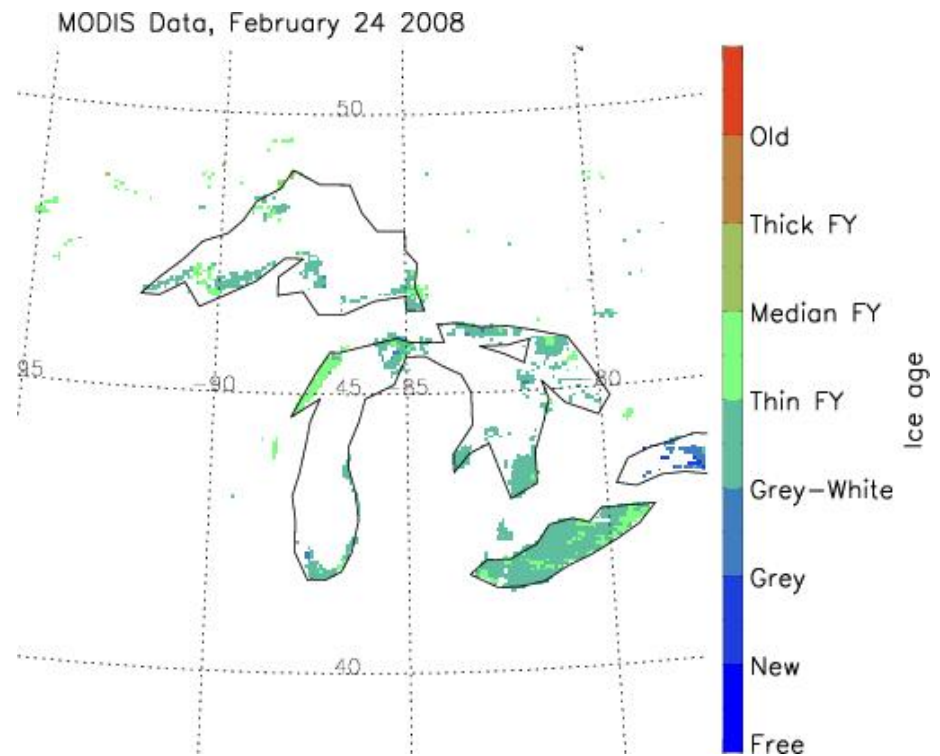 MODIS Data, February 24 2008
50
95
-90
45
85
80
40
Old
Thick FY
Median FY
Thin FY
Grey-White
Grey
New
Free
Ice age